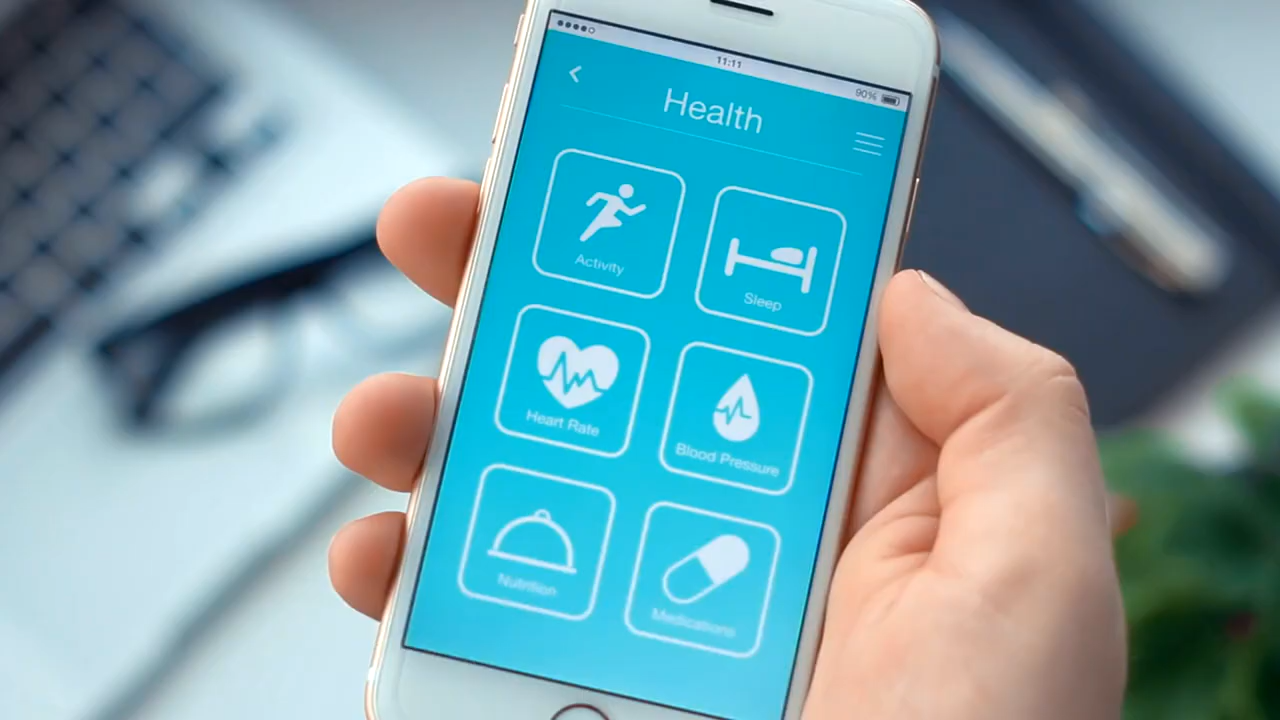 11:11
90%
Health
Activity
Sleep
Heart Rate
Blood Pressure
Nutrition
Medications